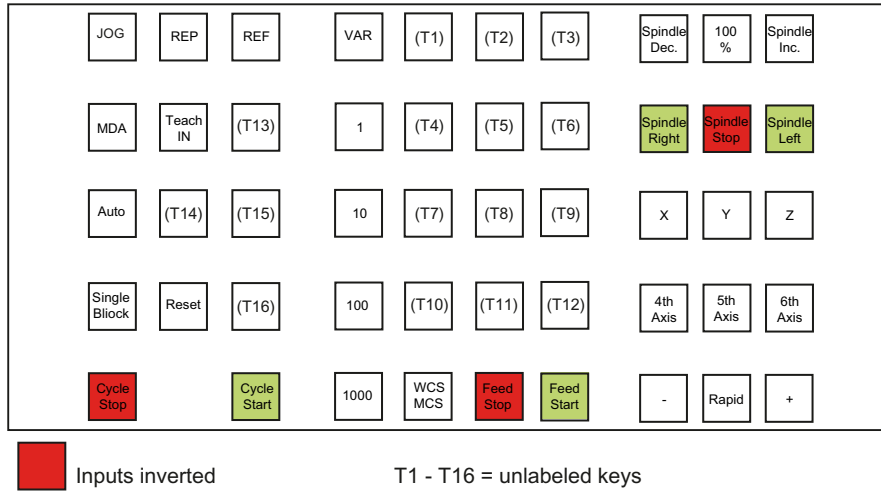 JOG REP REF VAR (T1) (T2) (T3) Spindle Dec. 100 % Spindle Inc.
MDA Teach IN (T13) 1 (T4) (T5) (T6) Spindle Right Spindle Stop Spindle Left
Auto (T14) (T15) 10 (T7) (T8) (T9) X Y Z
Single Bliock Reset (T16) 100 (T10) (T11) (T12) 4th Axis 5th Axis 6th Axis
Cycle Stop Cycle Start 1000 WCS MCS Feed Stop Feed Start - Rapid +
Inputs inverted T1 - T16 = unlabeled keys